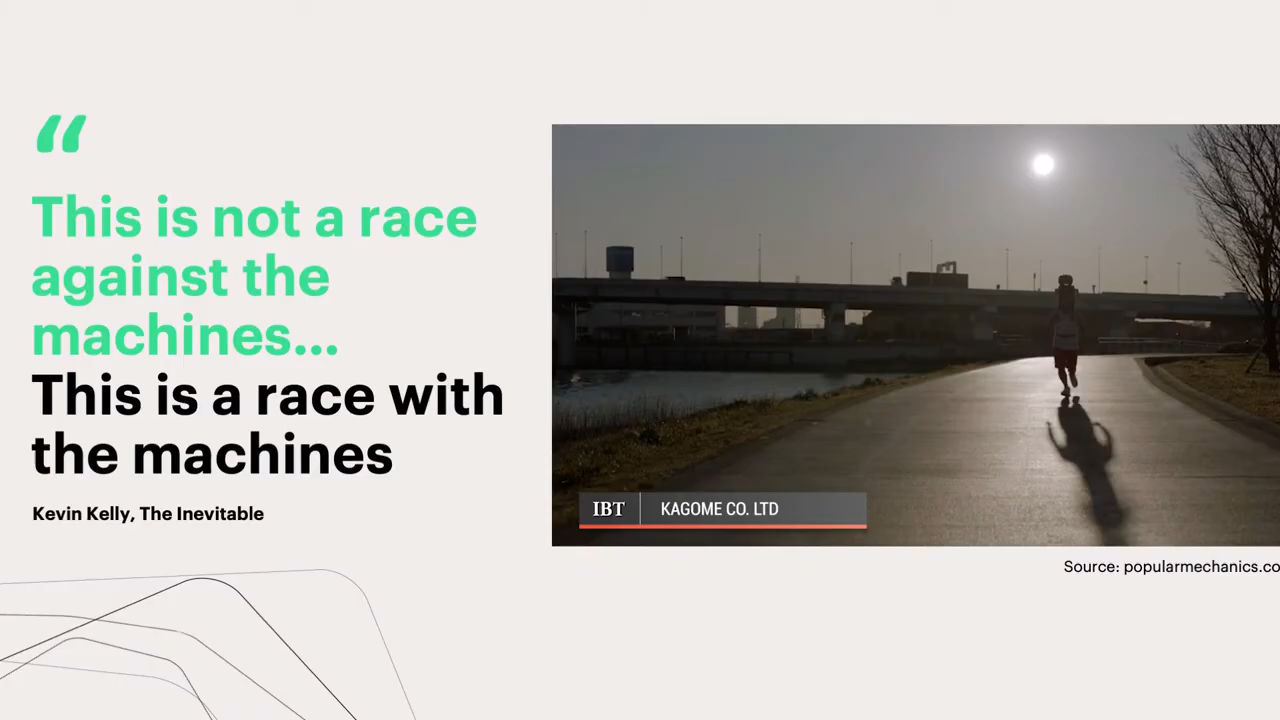 “
This is not a race
against the
machines...
This is a race with
the machines
Kevin Kelly, The Inevitable
IBT KAGOME CO. LTD
Source: popularmechanics.co